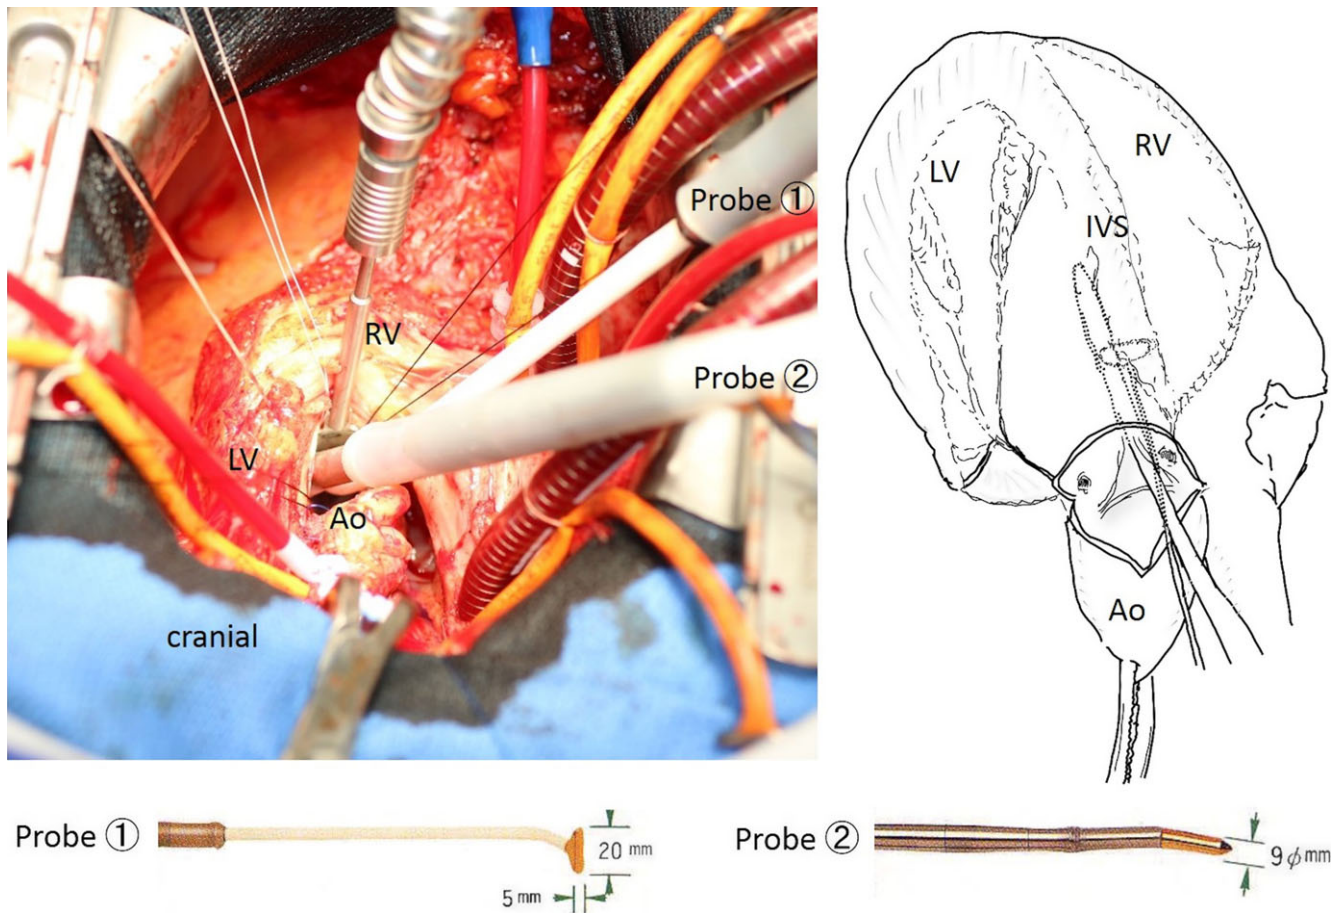 Probe ①
RV
Probe ②
LV
Ao
cranial
LV
RV
IVS
Ao
Probe ①
20 mm
5 mm
Probe ②
9 ϕ mm